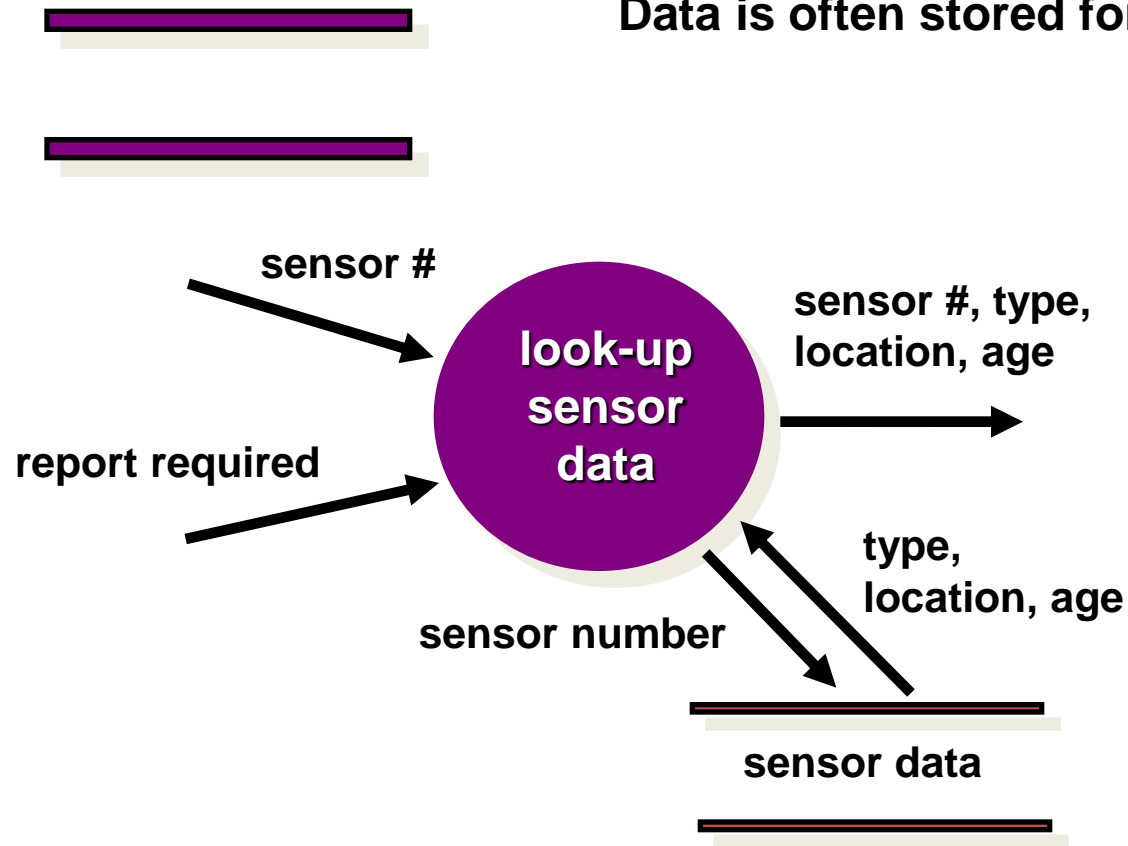 Data is often stored for
sensor #
sensor #, type,
location, age
look-up
sensor
data
report required
type,
location, age
sensor number
sensor data